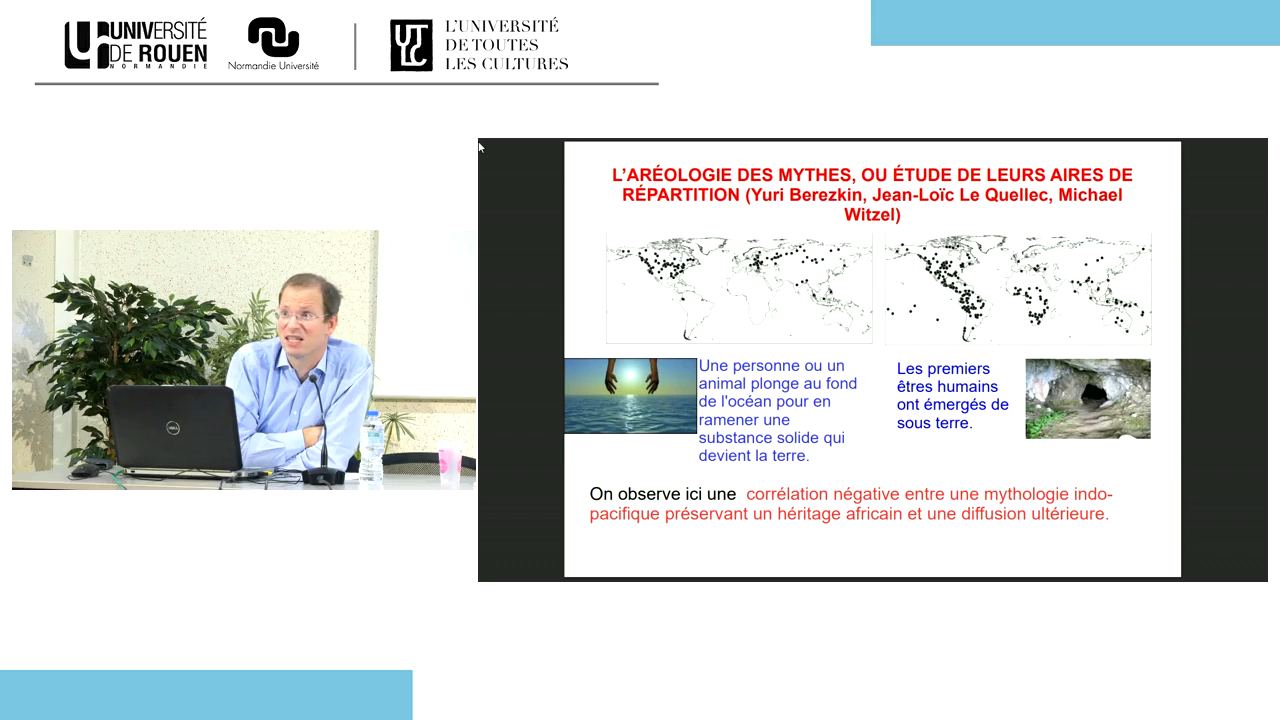 UNIVERSITÉ
DE ROUEN
NORMANDIE
Normandie Université
UTLC
L'UNIVERSITÉ
DE TOUTES
LES CULTURES
L'ARÉOLOGIE DES MYTHES, OU ÉTUDE DE LEURS AIRES DE
RÉPARTITION (Yuri Berezkin, Jean-Loïc Le Quellec, Michael
Witzel)
Une personne ou un
animal plonge au fond
de l'océan pour en
ramener une
substance solide qui
devient la terre.
Les premiers
êtres humains
ont émergés de
sous terre.
On observe ici une corrélation négative entre une mythologie indo-
pacifique préservant un héritage africain et une diffusion ultérieure.
DELL